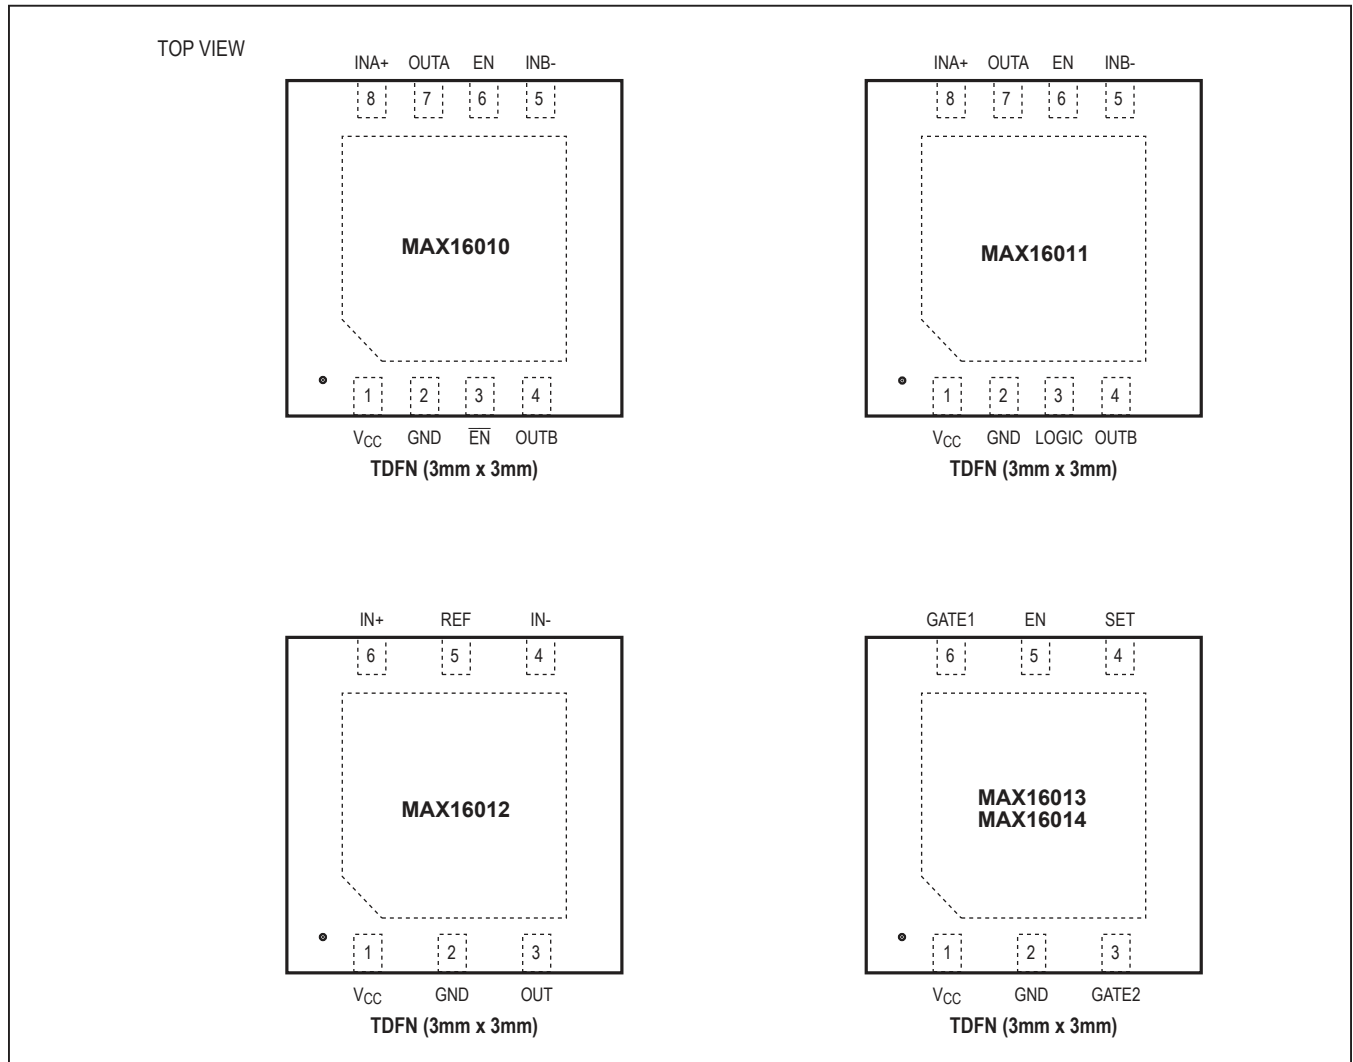 TOP VIEW
INA+ OUTA EN INB-
8 7 6 5
MAX16010
1 2 3 4
VCC GND E̅N̅ OUTB
TDFN (3mm x 3mm)
INA+ OUTA EN INB-
8 7 6 5
MAX16011
1 2 3 4
VCC GND LOGIC OUTB
TDFN (3mm x 3mm)
IN+ REF IN-
6 5 4
MAX16012
1 2 3
VCC GND OUT
TDFN (3mm x 3mm)
GATE1 EN SET
6 5 4
MAX16013
MAX16014
1 2 3
VCC GND GATE2
TDFN (3mm x 3mm)